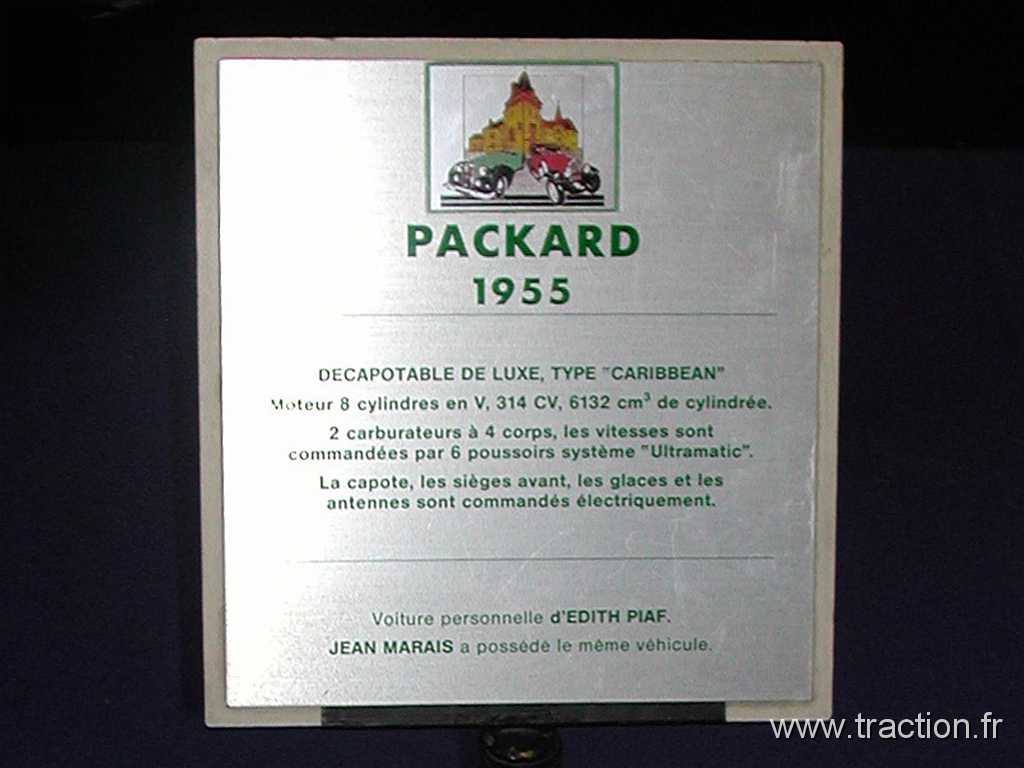 PACKARD
1955
DECAPOTABLE DE LUXE, TYPE "CARIBBEAN"
Moteur 8 cylindres en V, 314 CV, 6132 cm³ de cylindrée.
2 carburateurs à 4 corps, les vitesses sont
commandées par 6 poussoirs système "Ultramatic".
La capote, les sièges avant, les glaces et les
antennes sont commandés électriquement.
Voiture personnelle d'EDITH PIAF.
JEAN MARAIS a possédé le même véhicule.
www.traction.fr